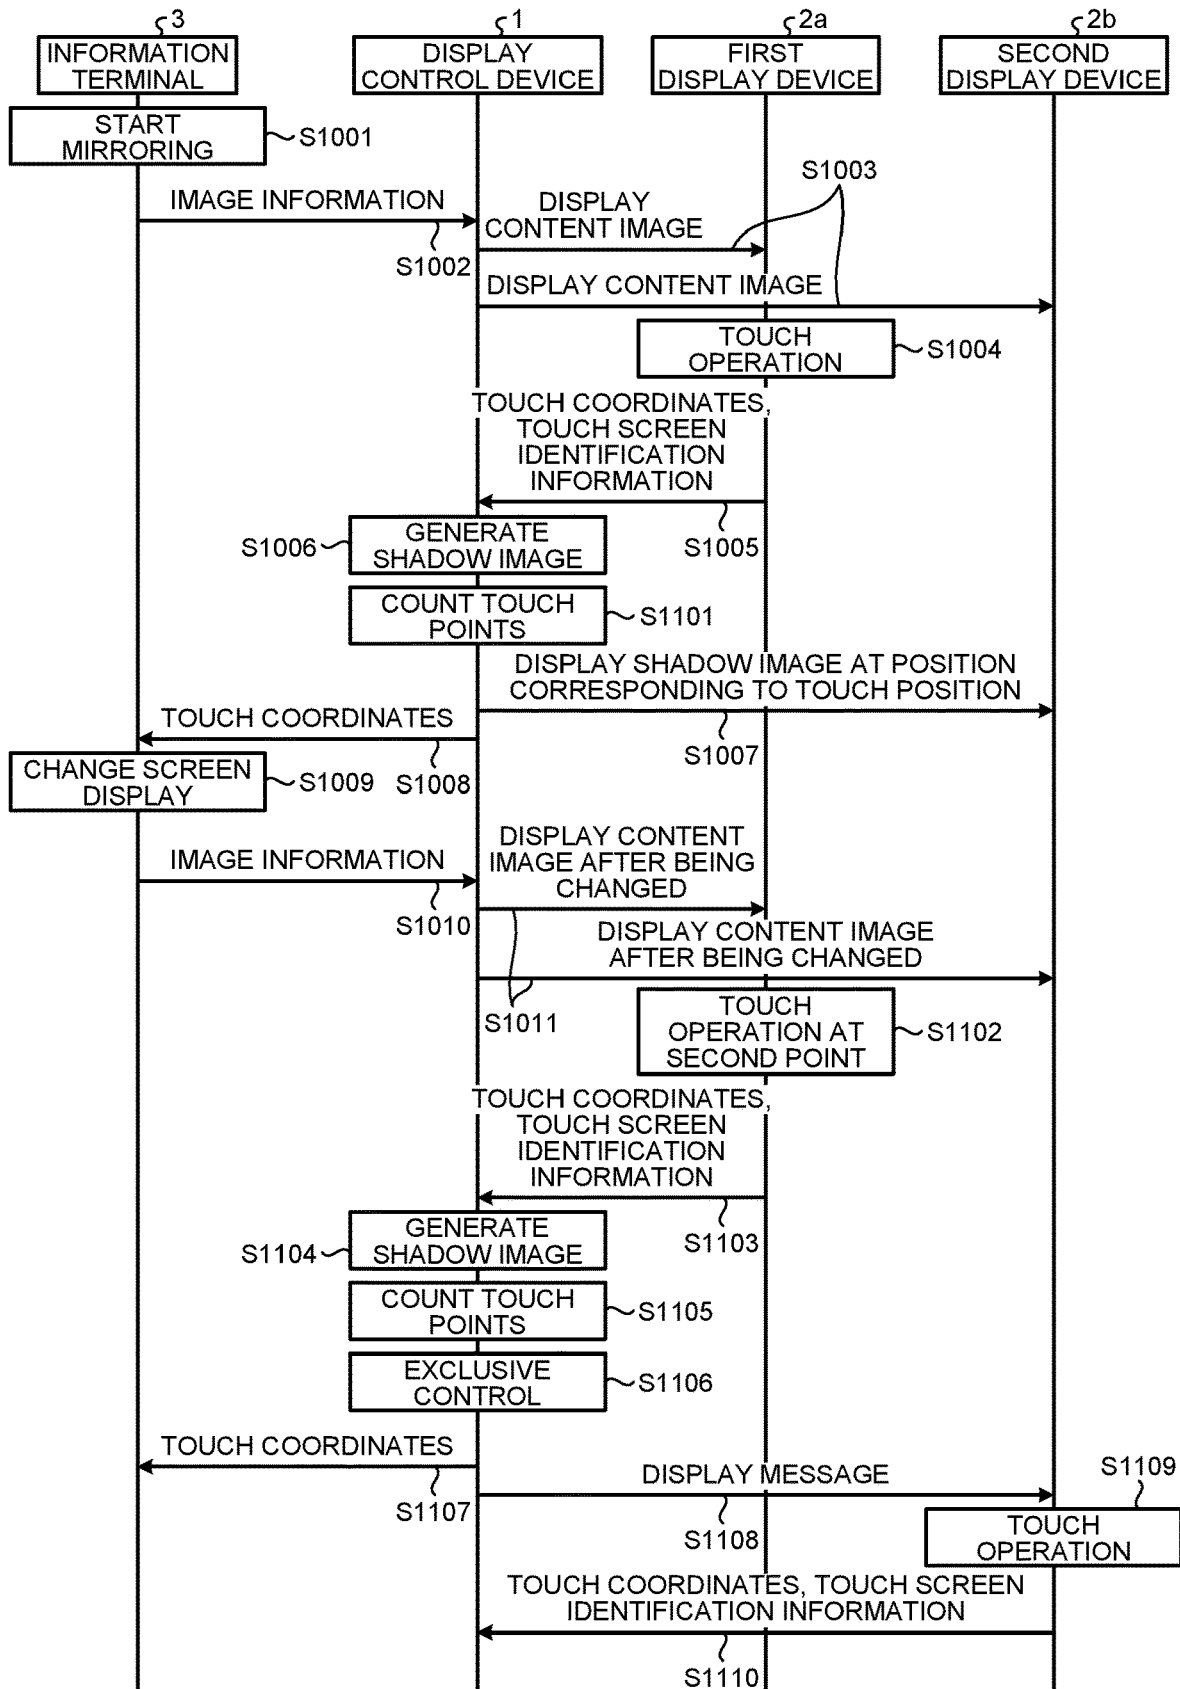 3
1
2a
2b
INFORMATION
TERMINAL
DISPLAY
CONTROL DEVICE
FIRST
DISPLAY DEVICE
SECOND
DISPLAY DEVICE
START
MIRRORING
S1001
IMAGE INFORMATION
S1002
DISPLAY
CONTENT IMAGE
S1003
DISPLAY CONTENT IMAGE
TOUCH
OPERATION
S1004
TOUCH COORDINATES,
TOUCH SCREEN
IDENTIFICATION
INFORMATION
S1005
S1006
GENERATE
SHADOW IMAGE
COUNT TOUCH
POINTS
S1101
DISPLAY SHADOW IMAGE AT POSITION
CORRESPONDING TO TOUCH POSITION
S1007
TOUCH COORDINATES
S1008
CHANGE SCREEN
DISPLAY
S1009
IMAGE INFORMATION
S1010
DISPLAY CONTENT
IMAGE AFTER BEING
CHANGED
DISPLAY CONTENT IMAGE
AFTER BEING CHANGED
S1011
TOUCH
OPERATION AT
SECOND POINT
S1102
TOUCH COORDINATES,
TOUCH SCREEN
IDENTIFICATION
INFORMATION
S1103
S1104
GENERATE
SHADOW IMAGE
COUNT TOUCH
POINTS
S1105
EXCLUSIVE
CONTROL
S1106
TOUCH COORDINATES
S1107
DISPLAY MESSAGE
S1108
S1109
TOUCH
OPERATION
TOUCH COORDINATES, TOUCH SCREEN
IDENTIFICATION INFORMATION
S1110